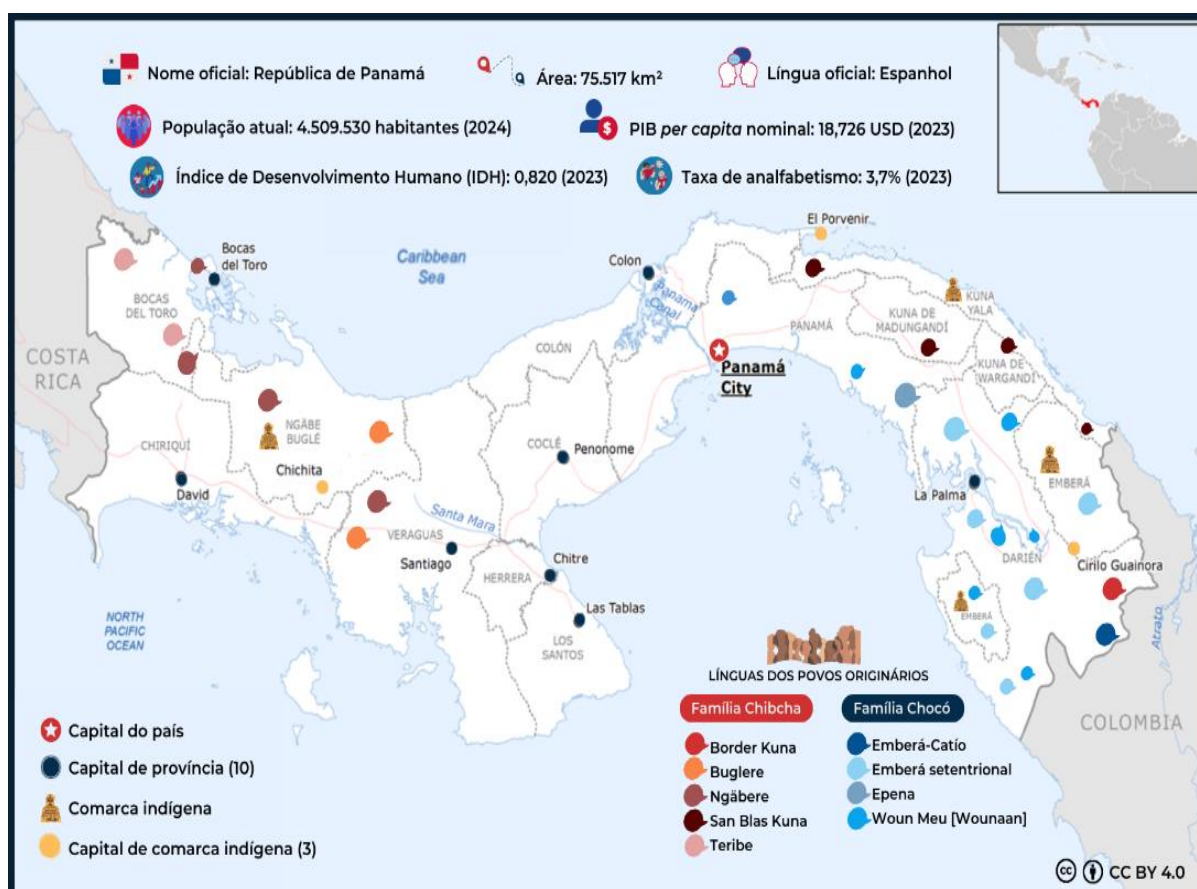 Nome oficial: República de Panamá
Área: 75.517 km²
Língua oficial: Espanhol
População atual: 4.509.530 habitantes (2024)
PIB per capita nominal: 18,726 USD (2023)
Índice de Desenvolvimento Humano (IDH): 0,820 (2023)
Taxa de analfabetismo: 3,7% (2023)
El Porvenir
Bocas
del Toro
Caribbean
Sea
Colon
Panama
Canal
BOCAS
DEL TORO
KUNA
YALA
KUNA DE
MADUNGANDÍ
PANAMÁ
COSTA
RICA
COLÓN
Panamá
City
KUNA DE
WARGANDÍ
NGÄBE
BUGLÉ
CHIRIQUÍ
COCLÉ
Penonome
Chichita
EMBERÁ
David
La Palma
Santa Mara
VERAGUAS
Santiago
DARIÉN
Chitre
HERRERA
Cirilo Guainora
Las Tablas
NORTH
PACIFIC
OCEAN
LOS
SANTOS
EMBERÁ
Atrato
COLOMBIA
LÍNGUAS DOS POVOS ORIGINÁRIOS
Família Chibcha
Border Kuna
Buglere
Ngäbere
San Blas Kuna
Teribe
Família Chocó
Emberá-Catío
Emberá setentrional
Epena
Woun Meu [Wounaan]
Capital do país
Capital de província (10)
Comarca indígena
Capital de comarca indígena (3)
cc CC BY 4.0